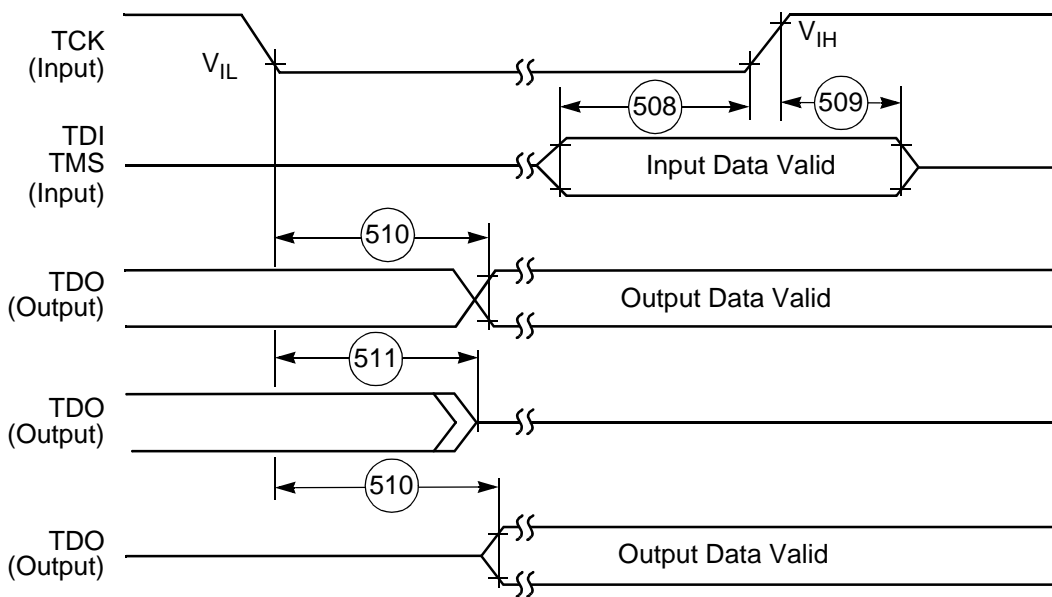 TCK
(Input)
V_IL
V_IH
508
509
TDI
TMS
(Input)
Input Data Valid
510
TDO
(Output)
Output Data Valid
511
TDO
(Output)
510
TDO
(Output)
Output Data Valid